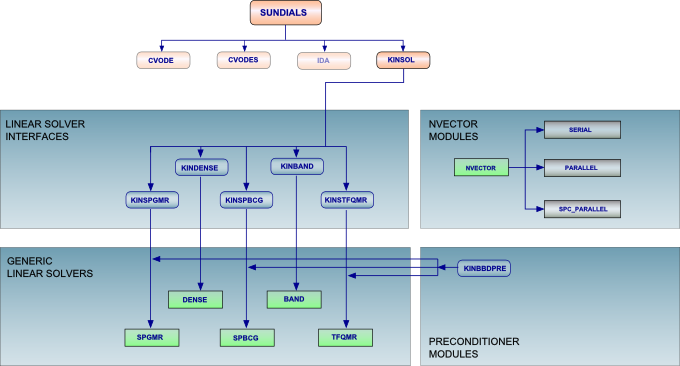 SUNDIALS
CVODE
CVODES
IDA
KINSOL
LINEAR SOLVER
INTERFACES
KINDENSE
KINBAND
KINSPGMR
KINSPBCG
KINSTFQMR
NVECTOR
MODULES
NVECTOR
SERIAL
PARALLEL
SPC_PARALLEL
GENERIC
LINEAR SOLVERS
DENSE
BAND
SPGMR
SPBCG
TFQMR
KINBBDPRE
PRECONDITIONER
MODULES